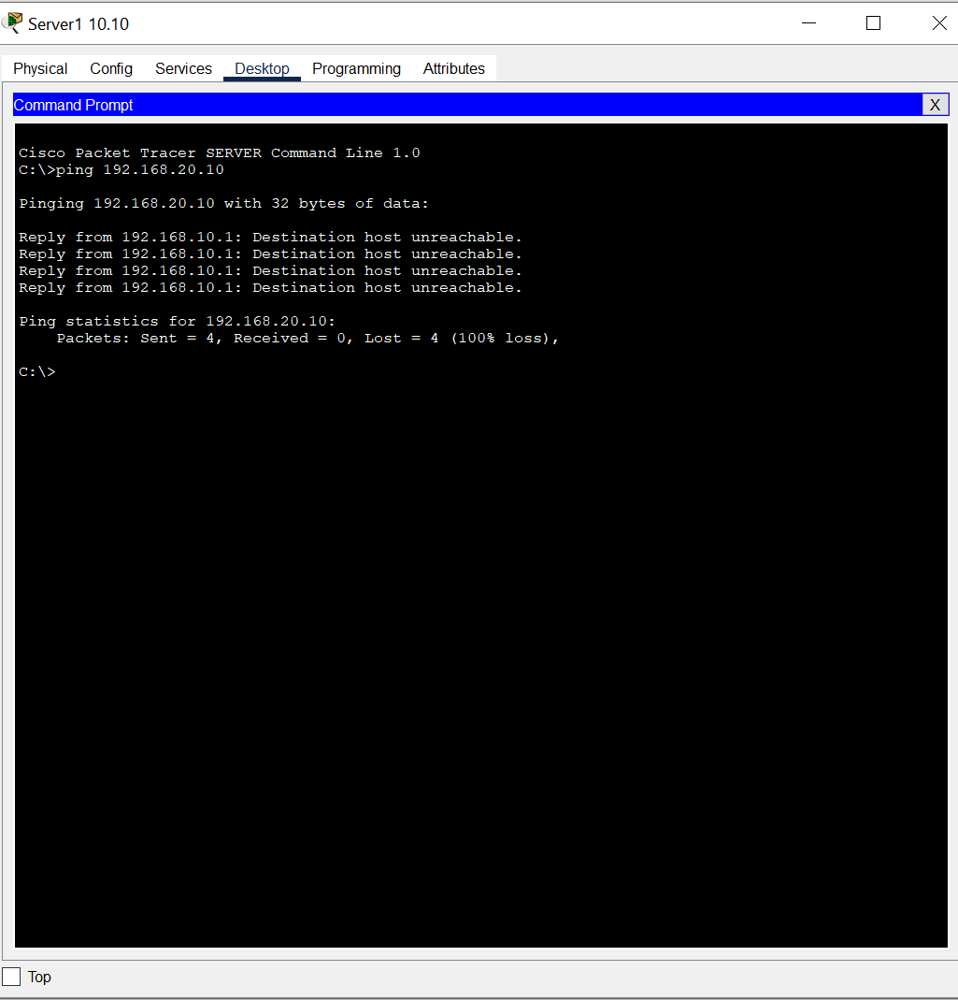 Server1 10.10
Physical Config Services Desktop Programming Attributes
Command Prompt
X
Cisco Packet Tracer SERVER Command Line 1.0
C:\>ping 192.168.20.10
Pinging 192.168.20.10 with 32 bytes of data:
Reply from 192.168.10.1: Destination host unreachable.
Reply from 192.168.10.1: Destination host unreachable.
Reply from 192.168.10.1: Destination host unreachable.
Reply from 192.168.10.1: Destination host unreachable.
Ping statistics for 192.168.20.10:
Packets: Sent = 4, Received = 0, Lost = 4 (100% loss),
C:\>
Top